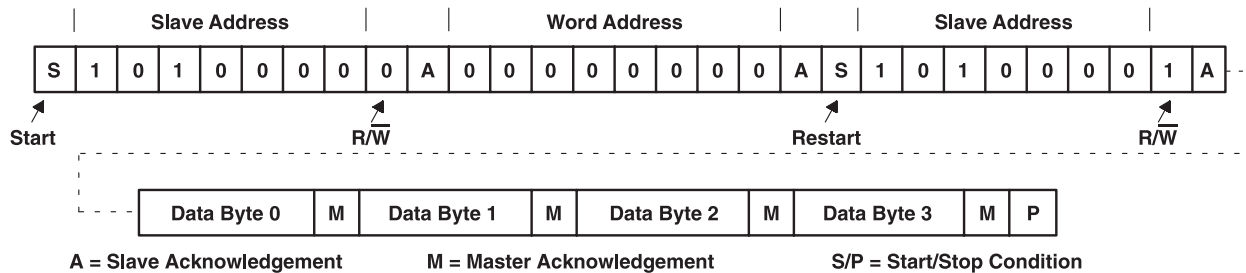 Slave Address Word Address Slave Address
S 1 0 1 0 0 0 0 0 A 0 0 0 0 0 0 0 0 A S 1 0 1 0 0 0 0 1 A
Start R/W̅ Restart R/W̅
Data Byte 0 M Data Byte 1 M Data Byte 2 M Data Byte 3 M P
A = Slave Acknowledgement M = Master Acknowledgement S/P = Start/Stop Condition